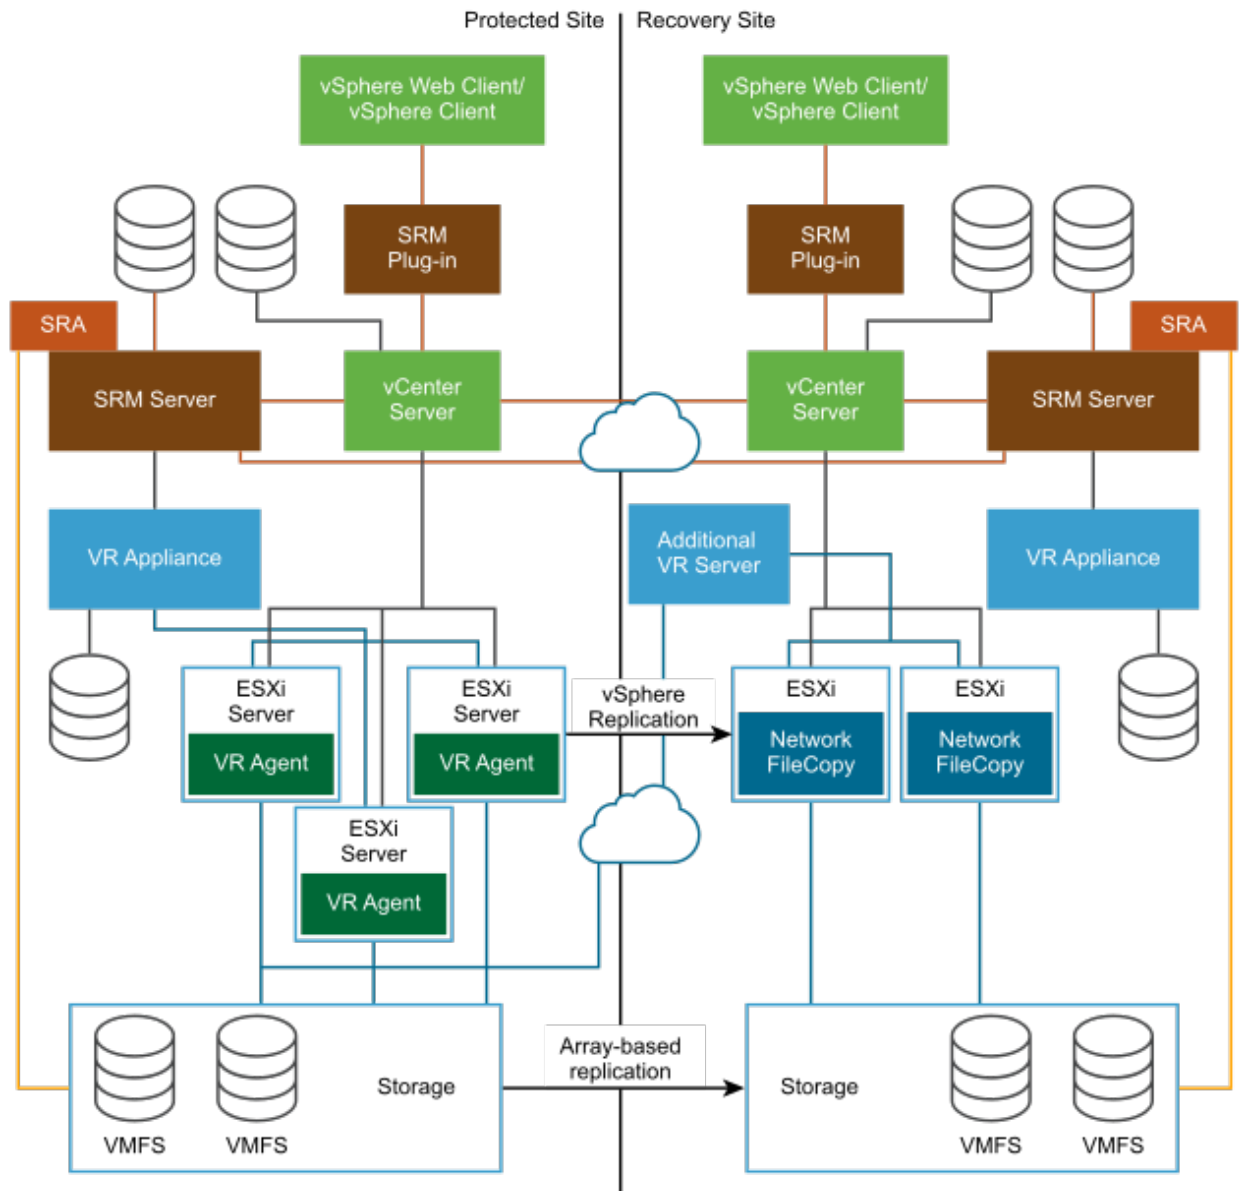 Protected Site
Recovery Site
vSphere Web Client/
vSphere Client
vSphere Web Client/
vSphere Client
SRM
Plug-in
SRM
Plug-in
SRA
SRA
SRM Server
vCenter
Server
vCenter
Server
SRM Server
VR Appliance
Additional
VR Server
VR Appliance
ESXi
Server
VR Agent
ESXi
Server
VR Agent
vSphere
Replication
ESXi
Network
FileCopy
ESXi
Network
FileCopy
ESXi
Server
VR Agent
VMFS
VMFS
Storage
Array-based
replication
Storage
VMFS
VMFS